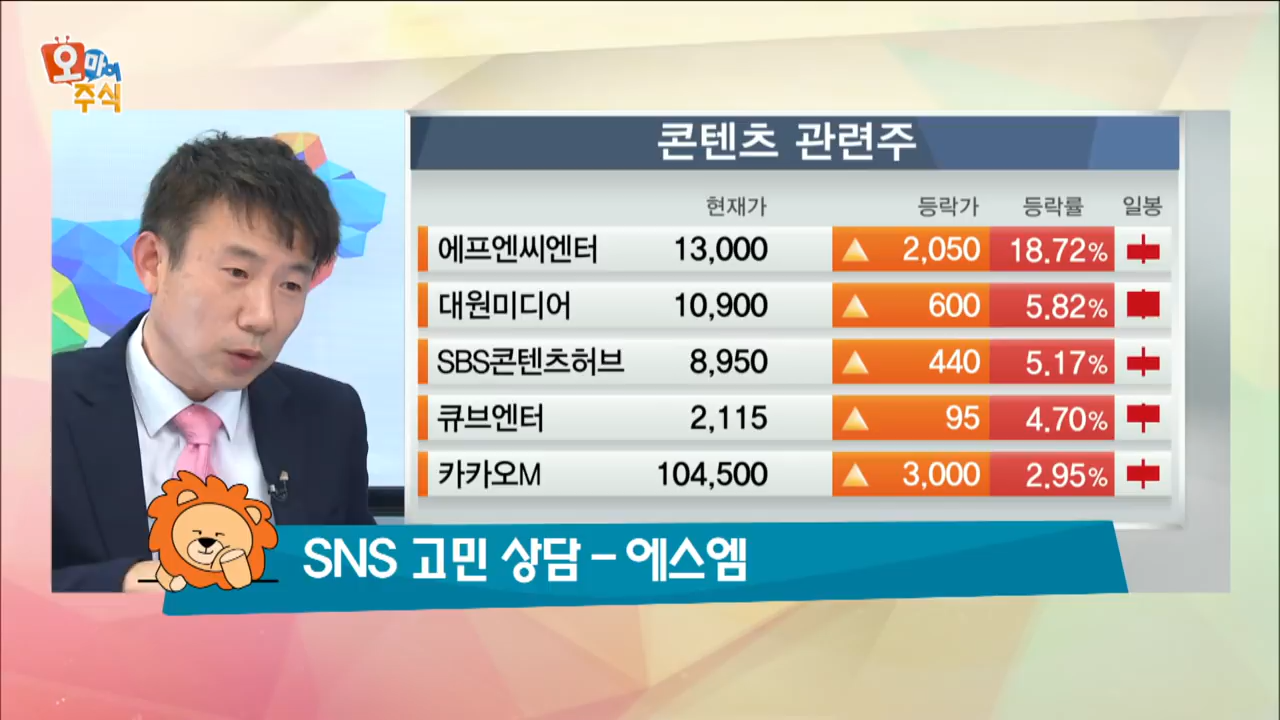 오마이
주식
콘텐츠 관련주
현재가 등락가 등락률 일봉
에프엔씨엔터 13,000 ▲ 2,050 18.72%
대원미디어 10,900 ▲ 600 5.82%
SBS콘텐츠허브 8,950 ▲ 440 5.17%
큐브엔터 2,115 ▲ 95 4.70%
카카오M 104,500 ▲ 3,000 2.95%
SNS 고민 상담 – 에스엠